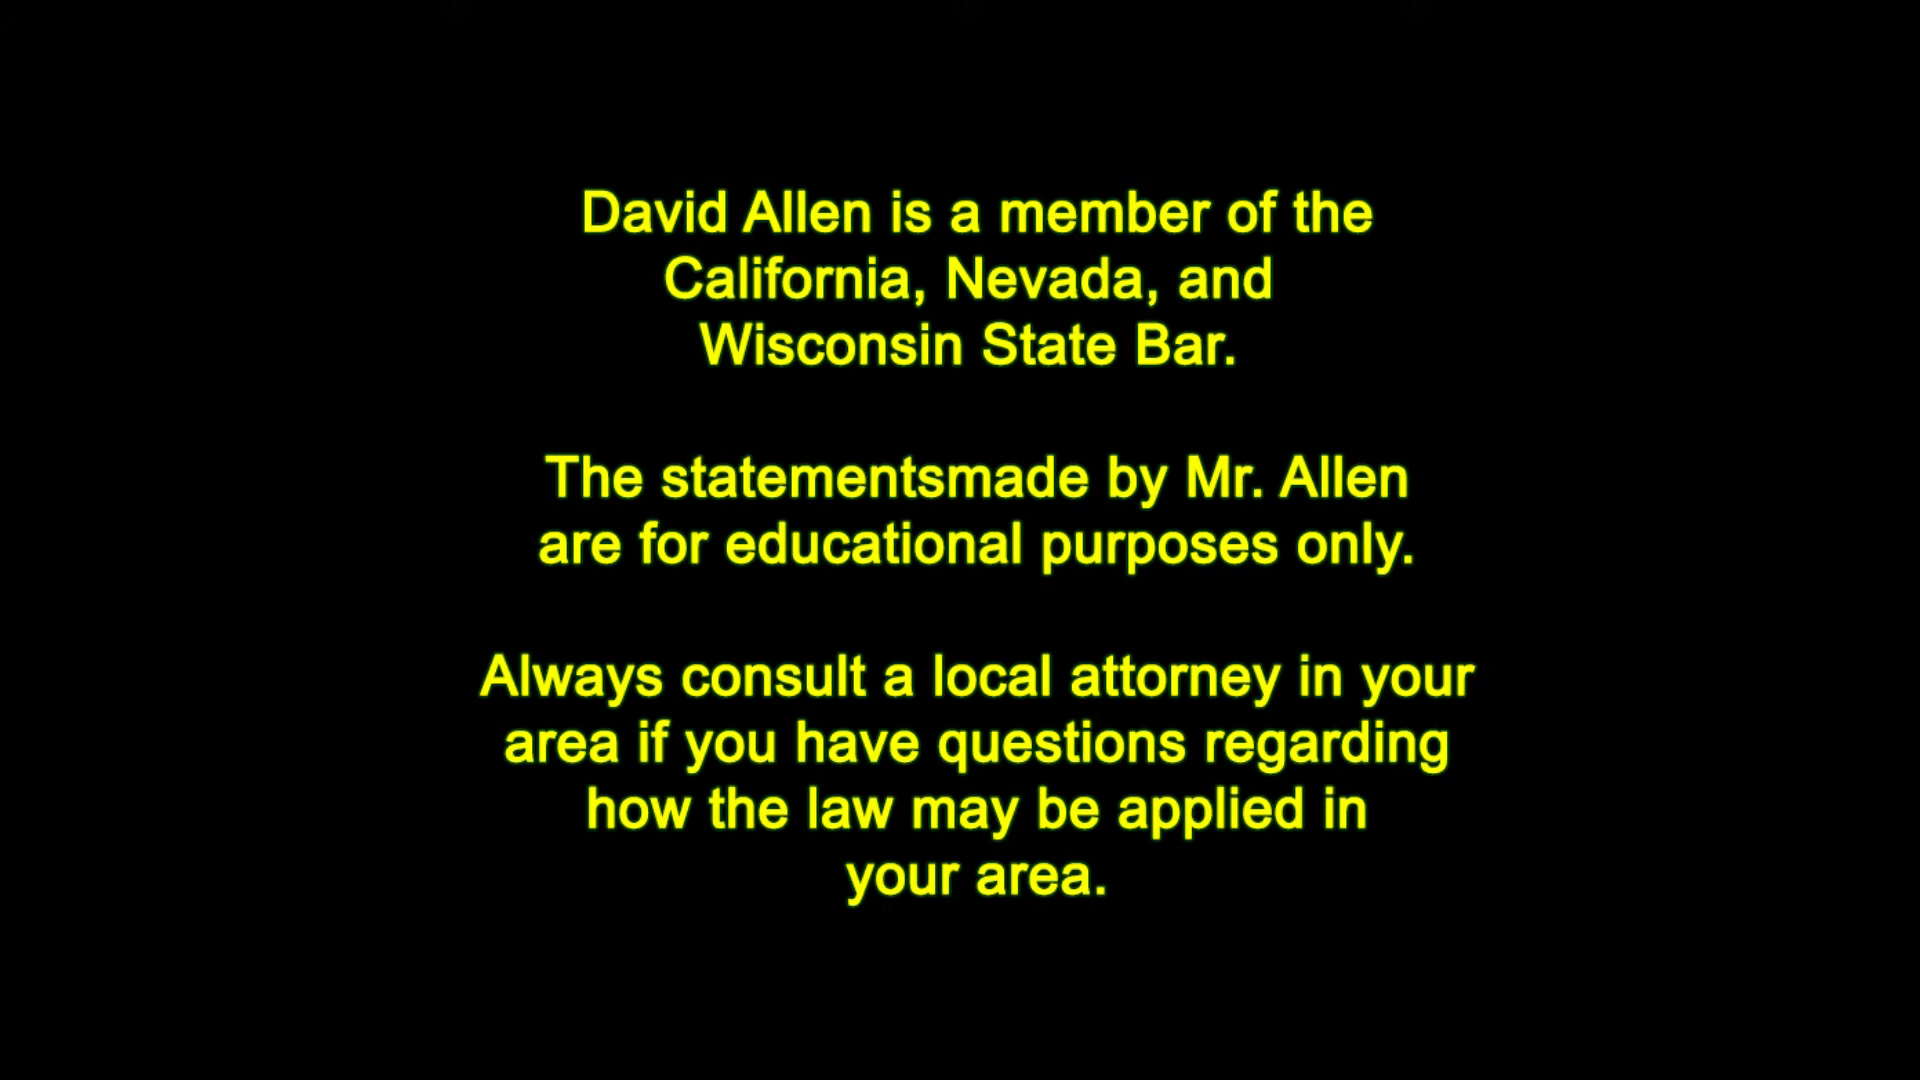 David Allen is a member of the
California, Nevada, and
Wisconsin State Bar.
The statementsmade by Mr. Allen
are for educational purposes only.
Always consult a local attorney in your
area if you have questions regarding
how the law may be applied in
your area.